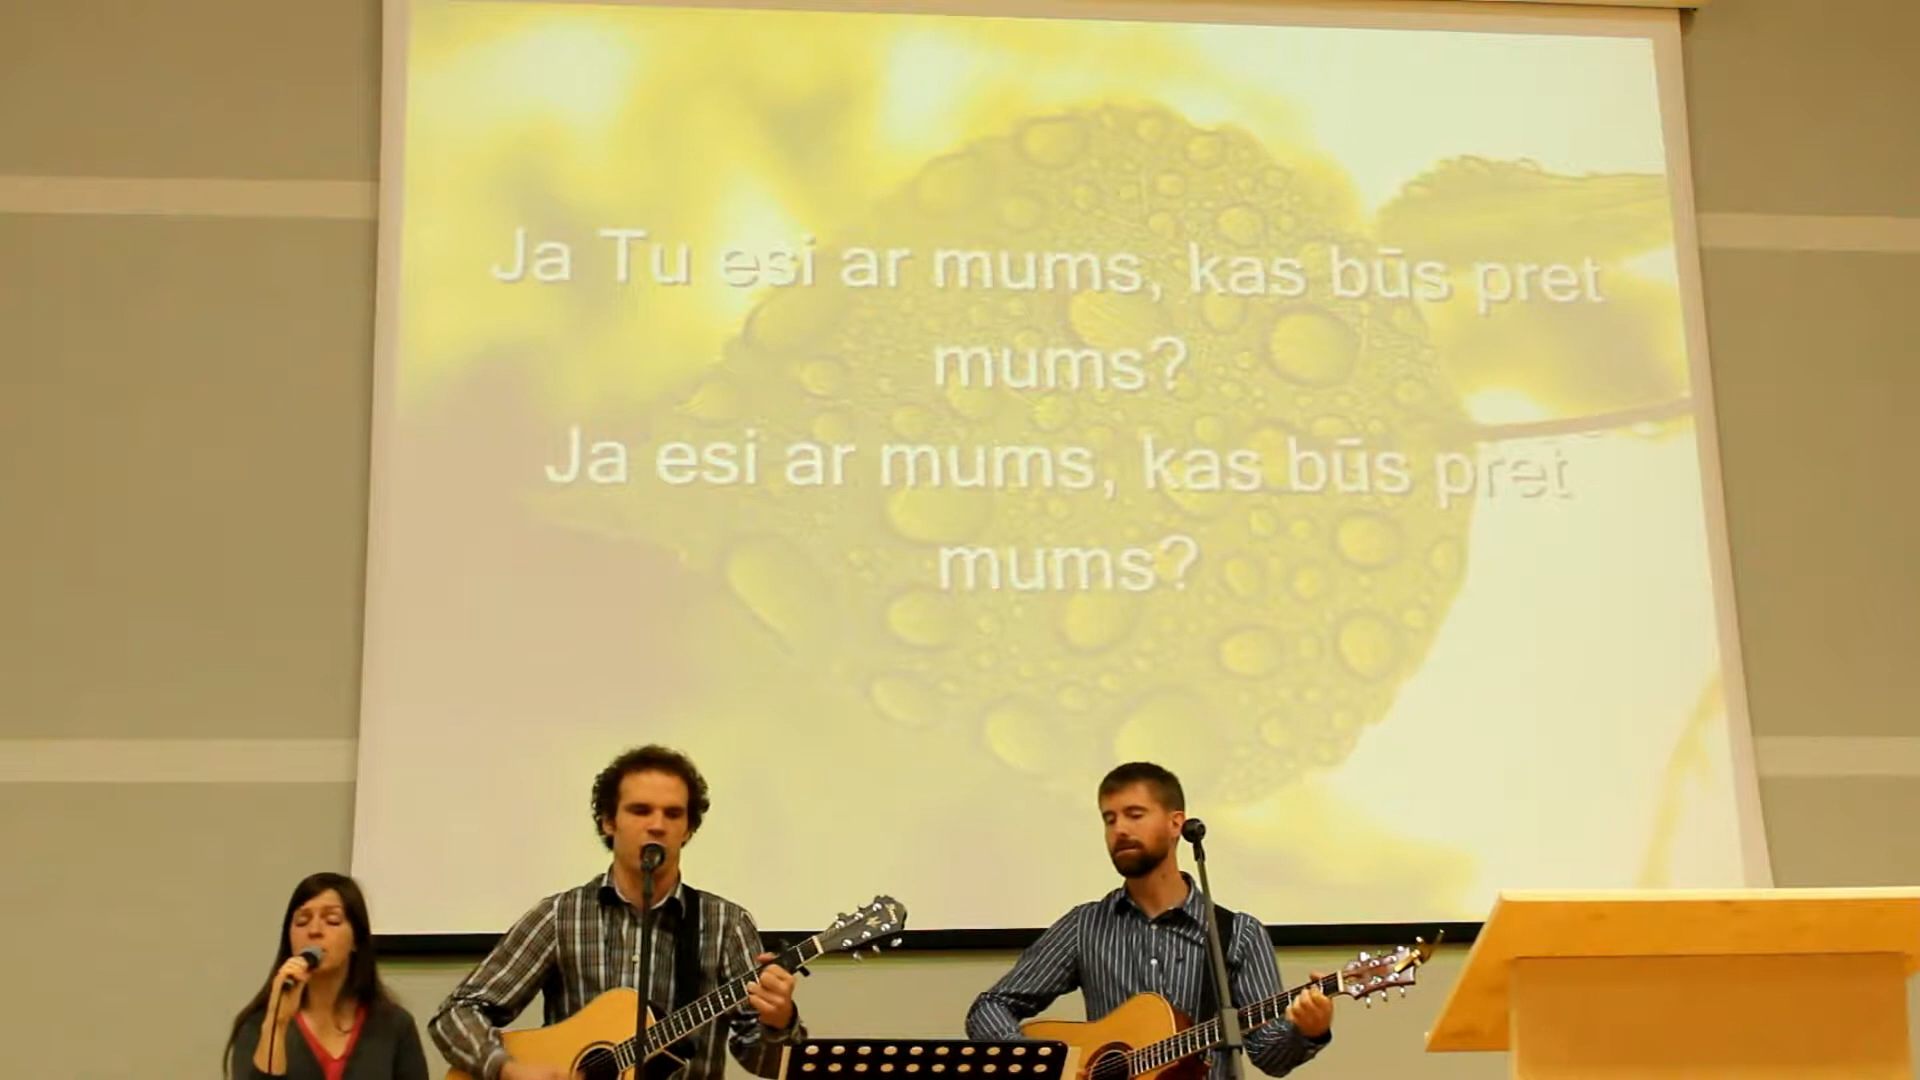 Ja Tu esi ar mums, kas būs pret
mums?
Ja esi ar mums, kas būs pret
mums?